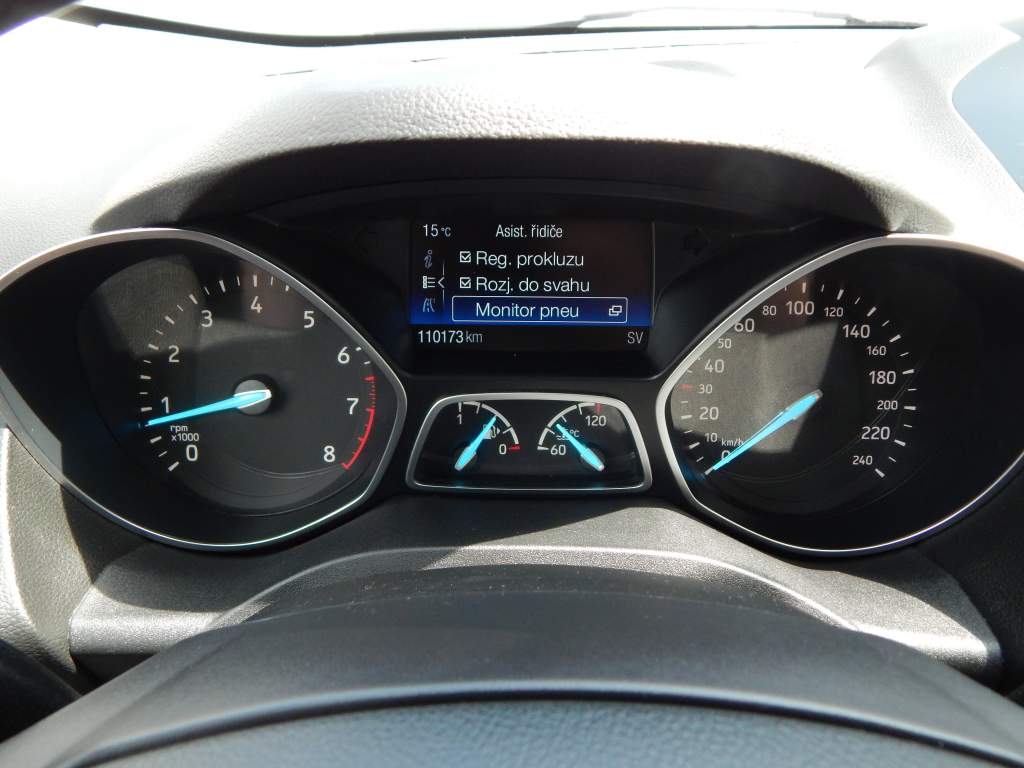 15 °C Asist. řidiče
Reg. prokluzu
Rozj. do svahu
Monitor pneu
110173 km SV
0 1 2 3 4 5 6 7 8
rpm
x1000
1 0
60 120
°C
0 10 20 30 40 50 60 80 100 120 140 160 180 200 220 240
km/h